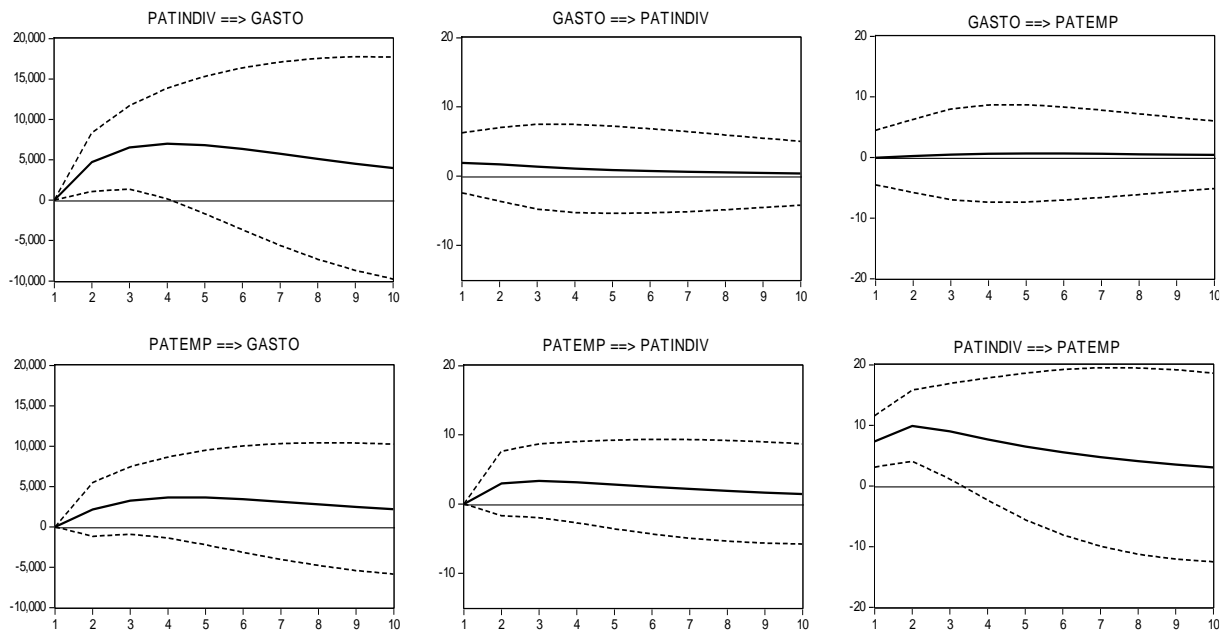 PATINDIV ==> GASTO
20,000
15,000
10,000
5,000
0
-5,000
-10,000
1 2 3 4 5 6 7 8 9 10
GASTO ==> PATINDIV
20
10
0
-10
1 2 3 4 5 6 7 8 9 10
GASTO ==> PATEMP
20
10
0
-10
-20
1 2 3 4 5 6 7 8 9 10
PATEMP ==> GASTO
20,000
15,000
10,000
5,000
0
-5,000
-10,000
1 2 3 4 5 6 7 8 9 10
PATEMP ==> PATINDIV
20
10
0
-10
1 2 3 4 5 6 7 8 9 10
PATINDIV ==> PATEMP
20
10
0
-10
-20
1 2 3 4 5 6 7 8 9 10